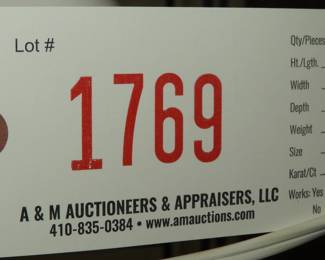 Lot #
1769
A & M AUCTIONEERS & APPRAISERS, LLC
410-835-0384 • www.amauctions.com
Qty/Pieces
Ht./Lgth.
Width
Depth
Weight
Size
Karat/Ct
Works: Yes
No